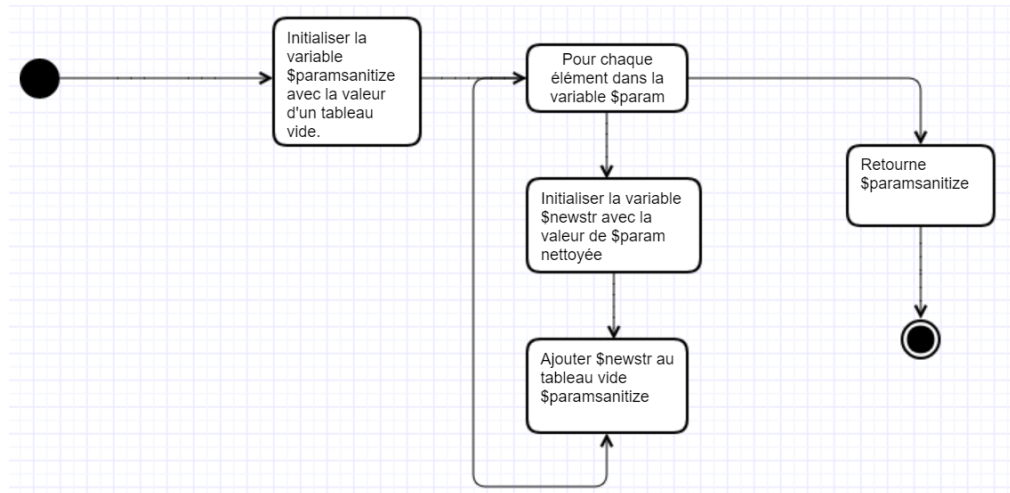 Initialiser la
variable
$paramsanitize
avec la valeur
d'un tableau
vide.
Pour chaque
élément dans la
variable $param
Initialiser la variable
$newstr avec la
valeur de $param
nettoyée
Ajouter $newstr au
tableau vide
$paramsanitize
Retourne
$paramsanitize